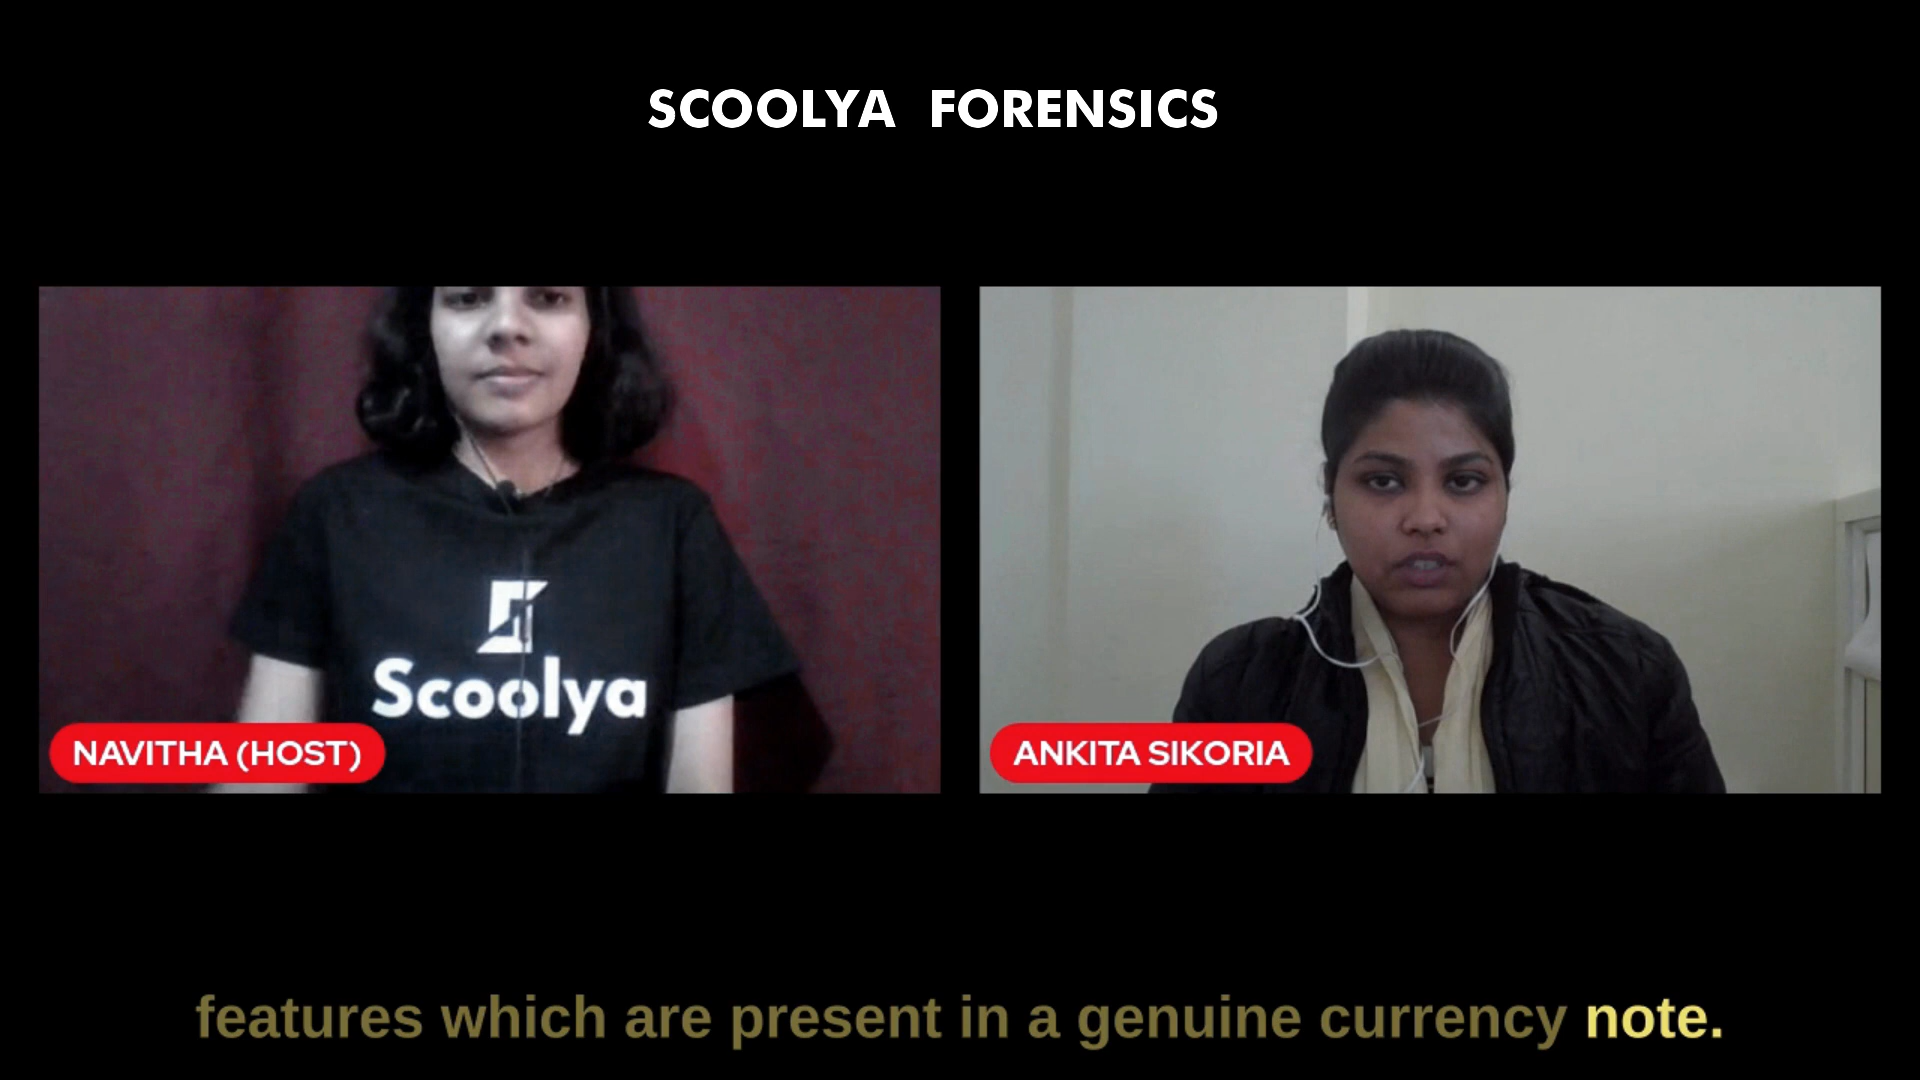 SCOOLYA FORENSICS
Scoolya
NAVITHA (HOST)
ANKITA SIKORIA
features which are present in a genuine currency note.